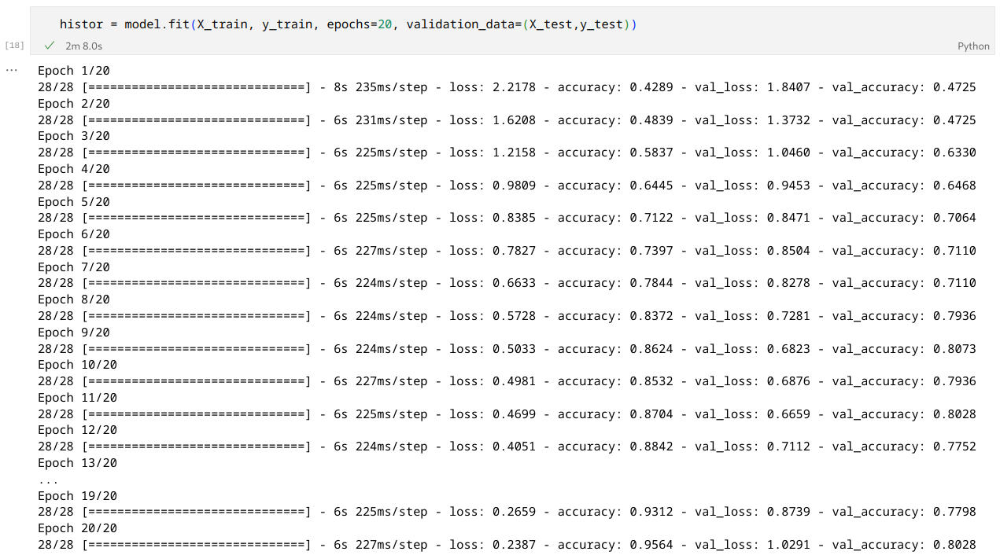 histor = model.fit(X_train, y_train, epochs=20, validation_data=(X_test,y_test))
[18] ✓ 2m 8.0s Python
... Epoch 1/20
28/28 [==============================] - 8s 235ms/step - loss: 2.2178 - accuracy: 0.4289 - val_loss: 1.8407 - val_accuracy: 0.4725
Epoch 2/20
28/28 [==============================] - 6s 231ms/step - loss: 1.6208 - accuracy: 0.4839 - val_loss: 1.3732 - val_accuracy: 0.4725
Epoch 3/20
28/28 [==============================] - 6s 225ms/step - loss: 1.2158 - accuracy: 0.5837 - val_loss: 1.0460 - val_accuracy: 0.6330
Epoch 4/20
28/28 [==============================] - 6s 225ms/step - loss: 0.9809 - accuracy: 0.6445 - val_loss: 0.9453 - val_accuracy: 0.6468
Epoch 5/20
28/28 [==============================] - 6s 225ms/step - loss: 0.8385 - accuracy: 0.7122 - val_loss: 0.8471 - val_accuracy: 0.7064
Epoch 6/20
28/28 [==============================] - 6s 227ms/step - loss: 0.7827 - accuracy: 0.7397 - val_loss: 0.8504 - val_accuracy: 0.7110
Epoch 7/20
28/28 [==============================] - 6s 224ms/step - loss: 0.6633 - accuracy: 0.7844 - val_loss: 0.8278 - val_accuracy: 0.7110
Epoch 8/20
28/28 [==============================] - 6s 224ms/step - loss: 0.5728 - accuracy: 0.8372 - val_loss: 0.7281 - val_accuracy: 0.7936
Epoch 9/20
28/28 [==============================] - 6s 224ms/step - loss: 0.5033 - accuracy: 0.8624 - val_loss: 0.6823 - val_accuracy: 0.8073
Epoch 10/20
28/28 [==============================] - 6s 227ms/step - loss: 0.4981 - accuracy: 0.8532 - val_loss: 0.6876 - val_accuracy: 0.7936
Epoch 11/20
28/28 [==============================] - 6s 225ms/step - loss: 0.4699 - accuracy: 0.8704 - val_loss: 0.6659 - val_accuracy: 0.8028
Epoch 12/20
28/28 [==============================] - 6s 224ms/step - loss: 0.4051 - accuracy: 0.8842 - val_loss: 0.7112 - val_accuracy: 0.7752
Epoch 13/20
...
Epoch 19/20
28/28 [==============================] - 6s 225ms/step - loss: 0.2659 - accuracy: 0.9312 - val_loss: 0.8739 - val_accuracy: 0.7798
Epoch 20/20
28/28 [==============================] - 6s 227ms/step - loss: 0.2387 - accuracy: 0.9564 - val_loss: 1.0291 - val_accuracy: 0.8028